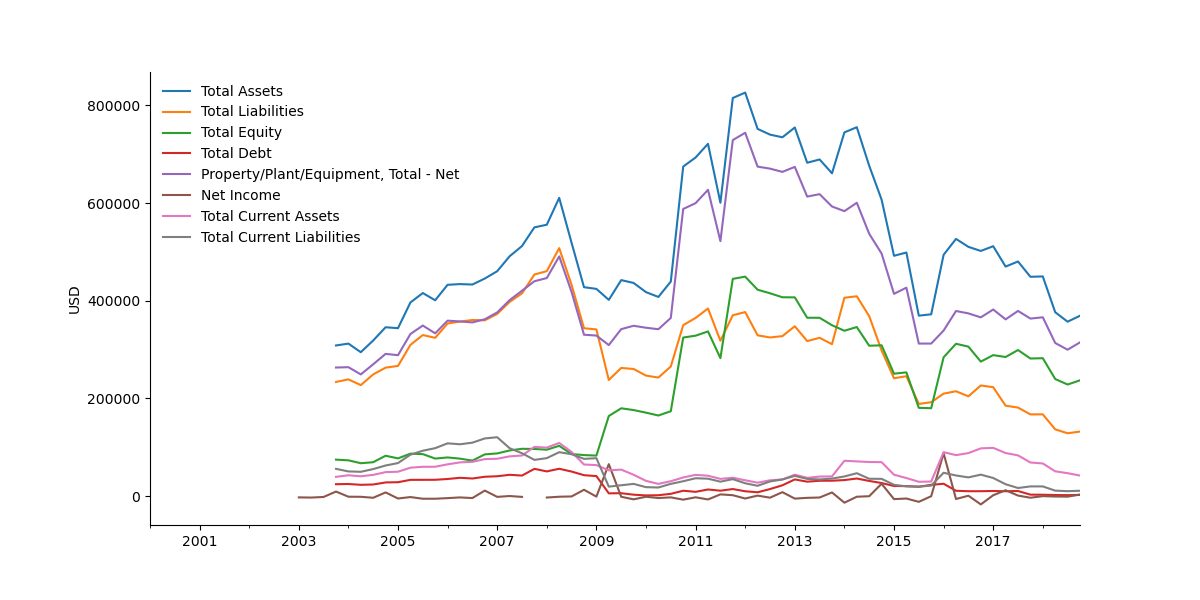 800000
600000
400000
200000
0
USD
Total Assets
Total Liabilities
Total Equity
Total Debt
Property/Plant/Equipment, Total - Net
Net Income
Total Current Assets
Total Current Liabilities
2001 2003 2005 2007 2009 2011 2013 2015 2017